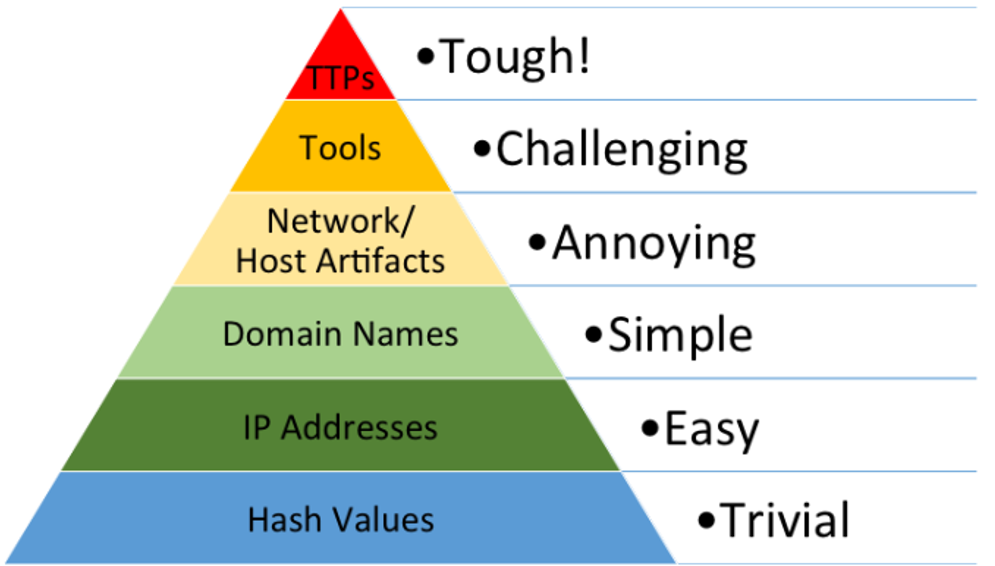 TTPs
•Tough!
Tools
•Challenging
Network/
Host Artifacts
•Annoying
Domain Names
•Simple
IP Addresses
•Easy
Hash Values
•Trivial